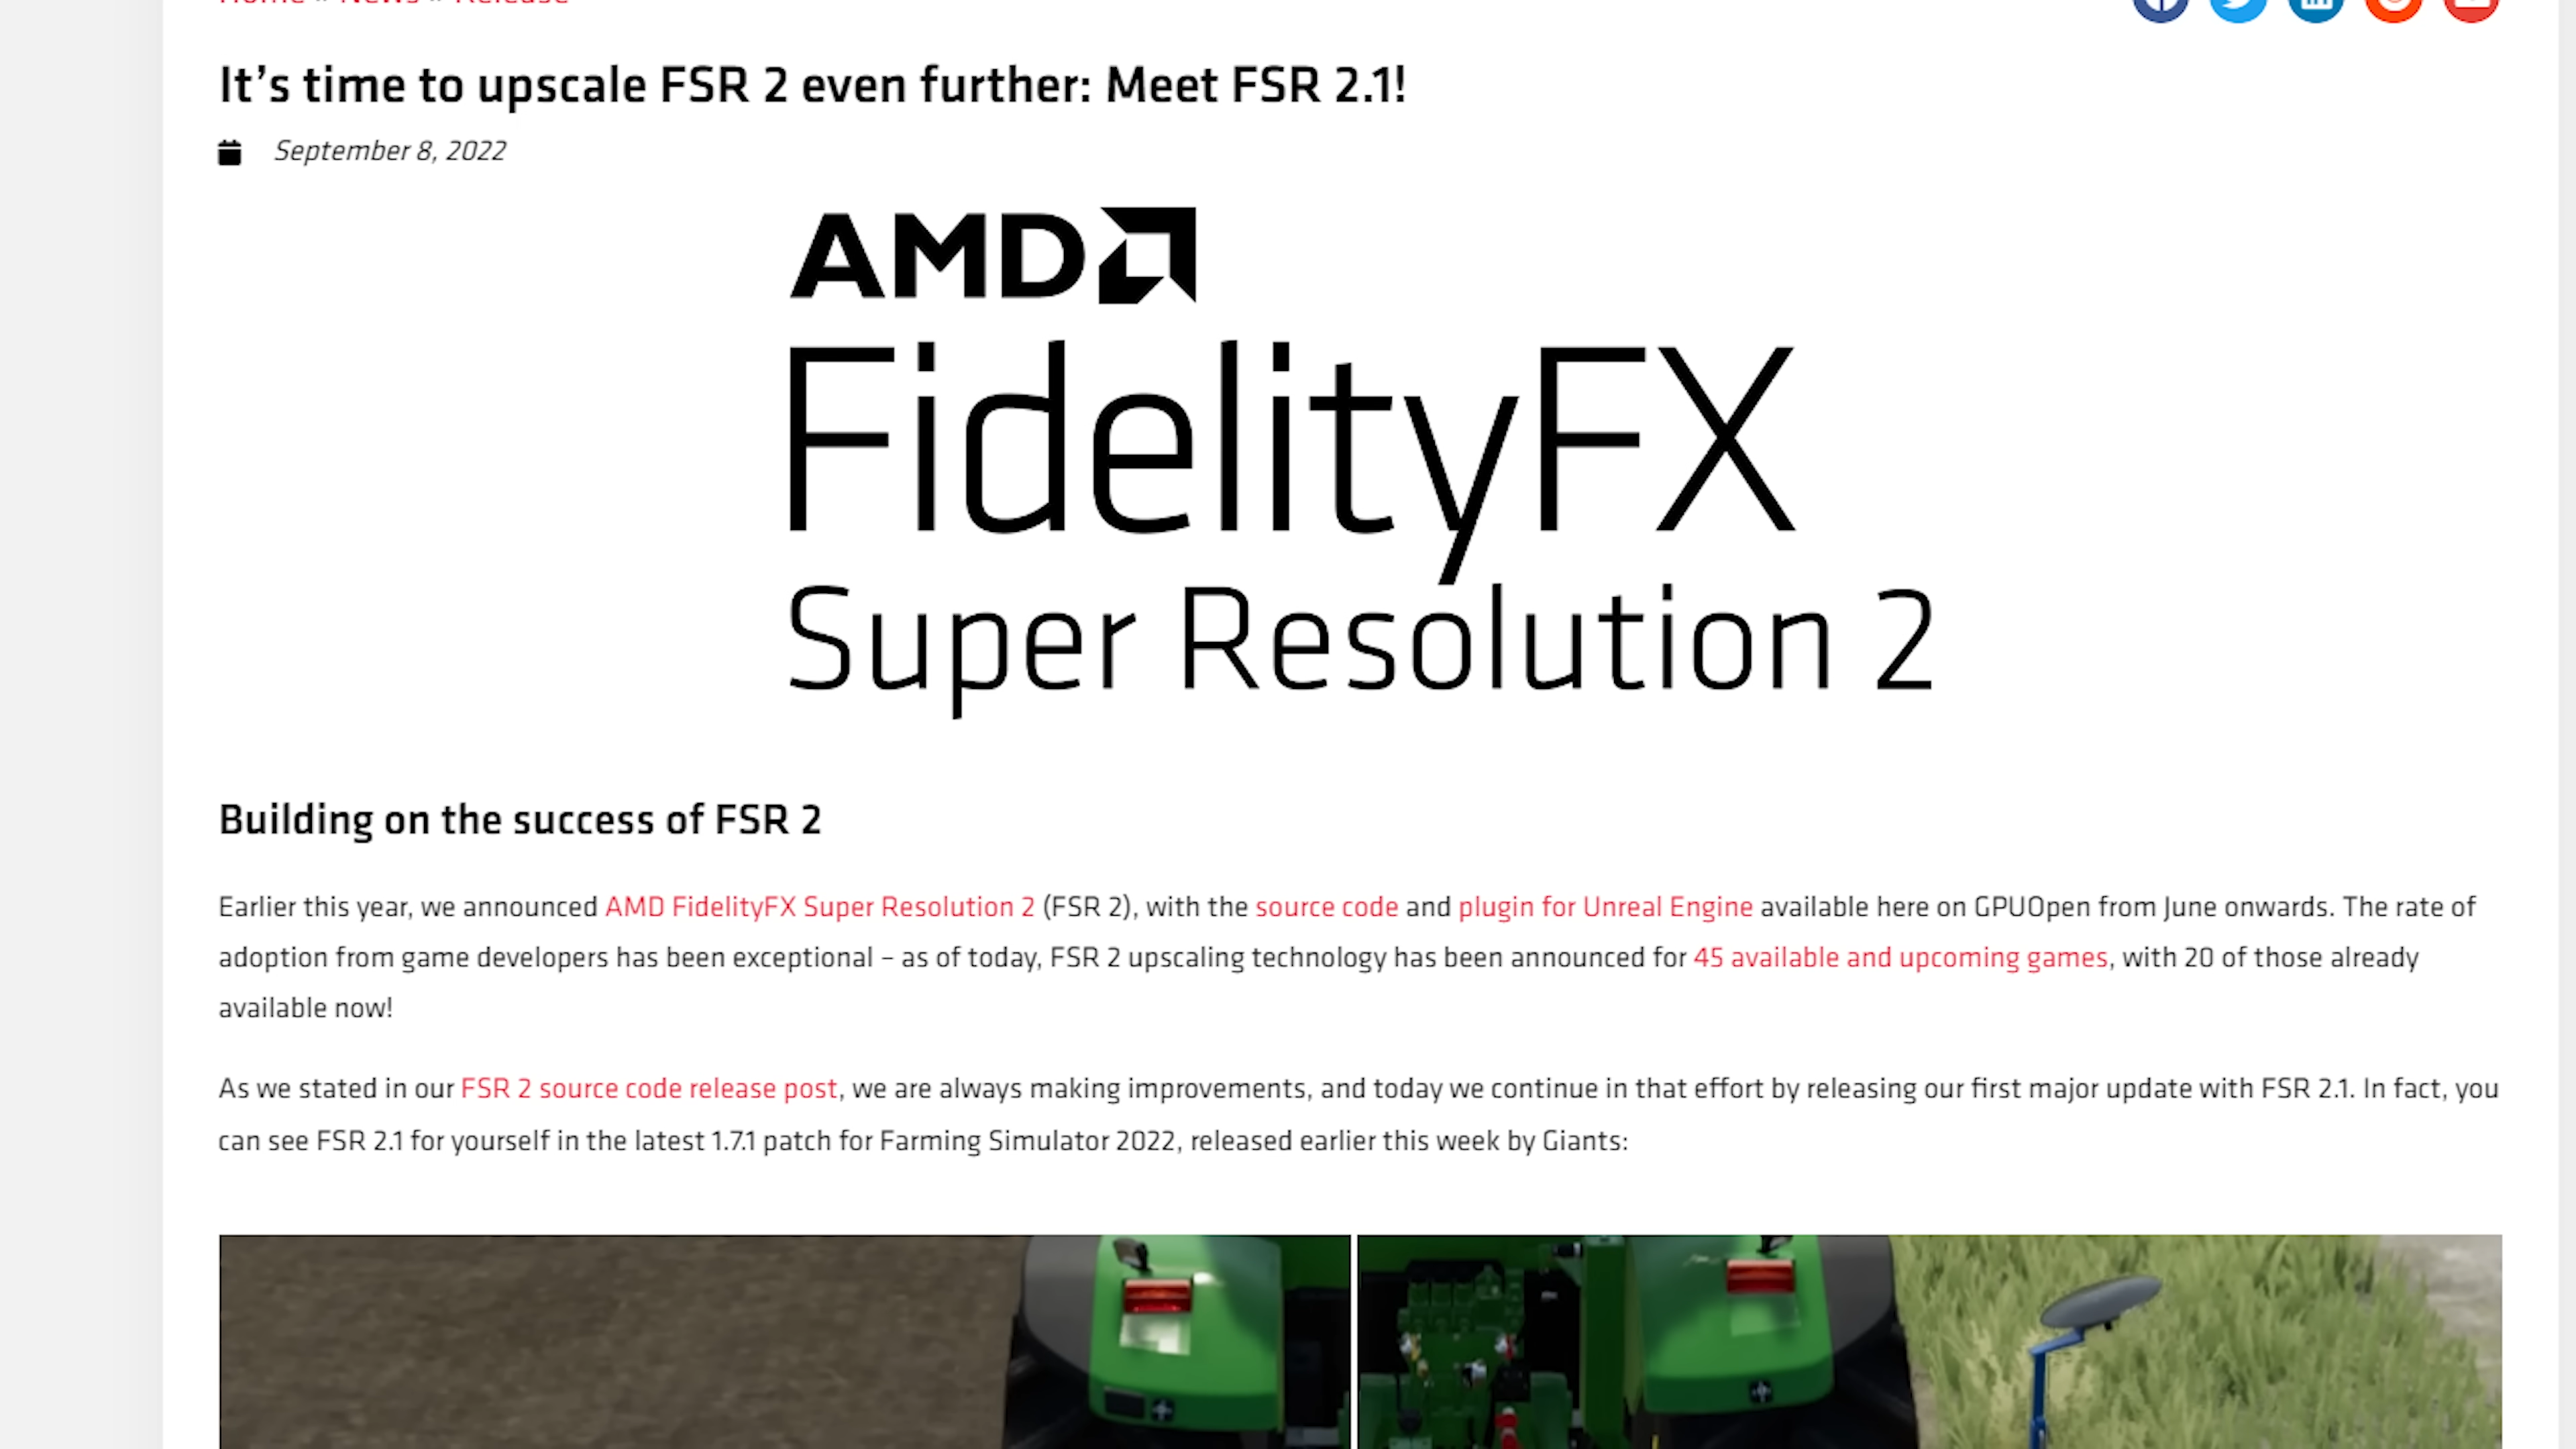 Home » News » Release
It's time to upscale FSR 2 even further: Meet FSR 2.1!
September 8, 2022
AMD
FidelityFX
Super Resolution 2
Building on the success of FSR 2
Earlier this year, we announced AMD FidelityFX Super Resolution 2 (FSR 2), with the source code and plugin for Unreal Engine available here on GPUOpen from June onwards. The rate of
adoption from game developers has been exceptional – as of today, FSR 2 upscaling technology has been announced for 45 available and upcoming games, with 20 of those already
available now!
As we stated in our FSR 2 source code release post, we are always making improvements, and today we continue in that effort by releasing our first major update with FSR 2.1. In fact, you
can see FSR 2.1 for yourself in the latest 1.7.1 patch for Farming Simulator 2022, released earlier this week by Giants: